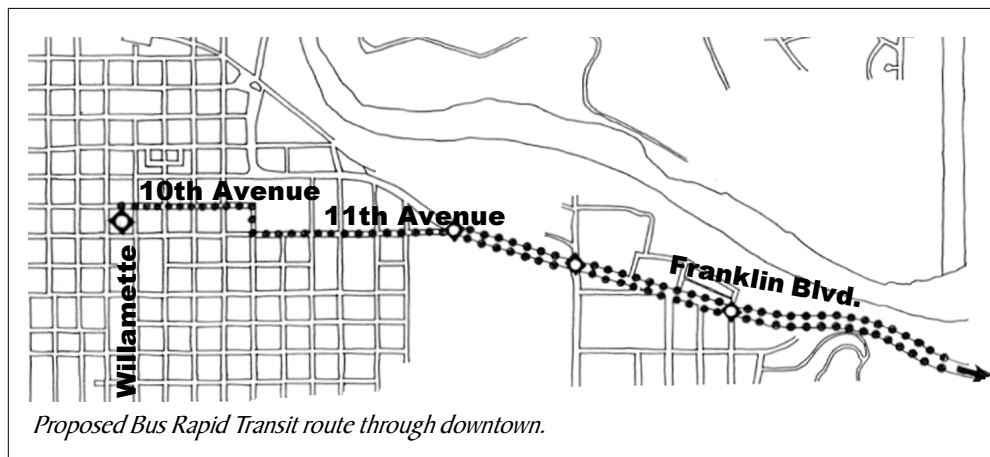 10th Avenue
11th Avenue
Franklin Blvd.
Willamette
Proposed Bus Rapid Transit route through downtown.